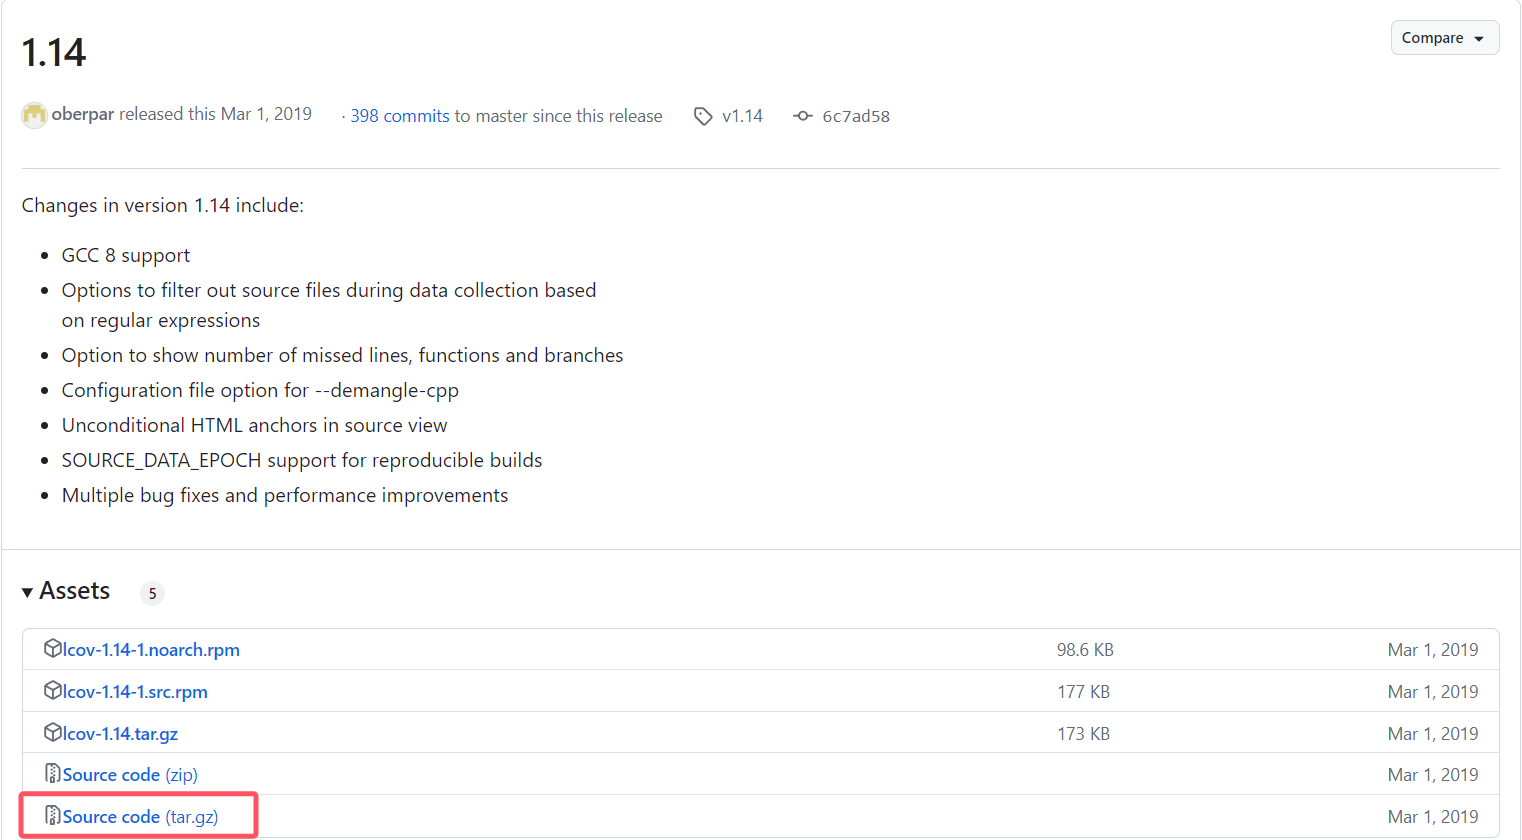 1.14
Compare
oberpar released this Mar 1, 2019 · 398 commits to master since this release v1.14 6c7ad58
Changes in version 1.14 include:
GCC 8 support
Options to filter out source files during data collection based
on regular expressions
Option to show number of missed lines, functions and branches
Configuration file option for --demangle-cpp
Unconditional HTML anchors in source view
SOURCE_DATA_EPOCH support for reproducible builds
Multiple bug fixes and performance improvements
Assets 5
lcov-1.14-1.noarch.rpm 98.6 KB Mar 1, 2019
lcov-1.14-1.src.rpm 177 KB Mar 1, 2019
lcov-1.14.tar.gz 173 KB Mar 1, 2019
Source code (zip) Mar 1, 2019
Source code (tar.gz) Mar 1, 2019